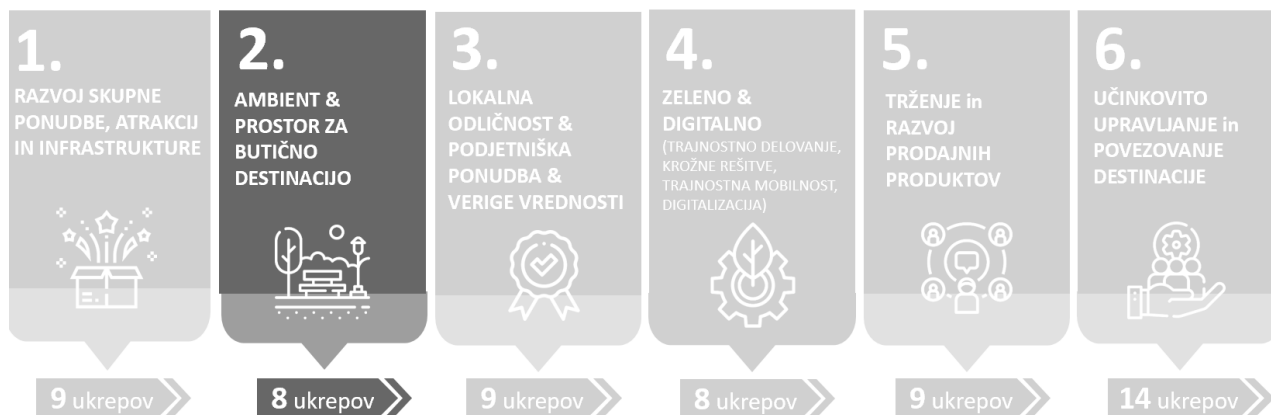 1.
RAZVOJ SKUPNE
PONUDBE, ATRAKCIJ
IN INFRASTRUKTURE
9 ukrepov
2.
AMBIENT &
PROSTOR ZA
BUTIČNO
DESTINACIJO
8 ukrepov
3.
LOKALNA
ODLIČNOST &
PODJETNIŠKA
PONUDBA &
VERIGE VREDNOSTI
9 ukrepov
4.
ZELENO &
DIGITALNO
(TRAJNOSTNO DELOVANJE,
KROŽNE REŠITVE,
TRAJNOSTNA MOBILNOST,
DIGITALIZACIJA)
8 ukrepov
5.
TRŽENJE in
RAZVOJ
PRODAJNIH
PRODUKTOV
9 ukrepov
6.
UČINKOVITO
UPRAVLJANJE in
POVEZOVANJE
DESTINACIJE
14 ukrepov